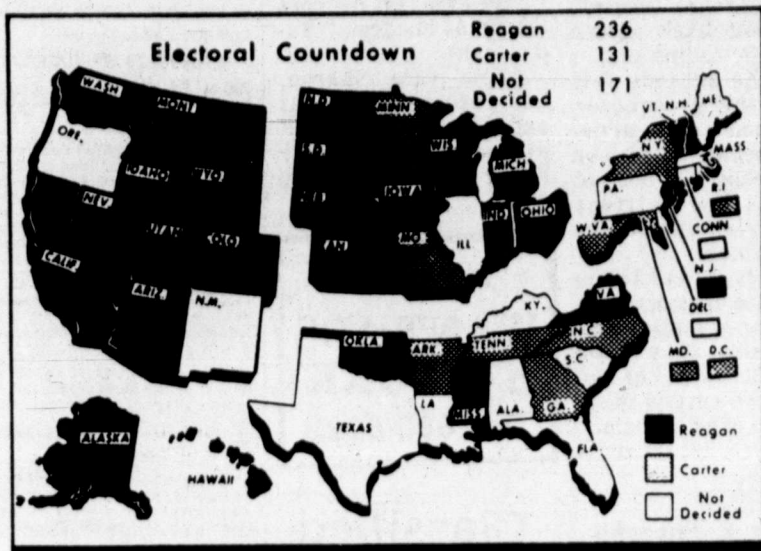 Electoral Countdown
Reagan 236
Carter 131
Not Decided 171
WASH.
MONT.
ORE.
IDAHO
WYO.
NEV.
UTAH
COLO.
CALIF.
ARIZ.
N.M.
N.D.
MINN.
S.D.
WIS.
MICH.
NEB.
IOWA
IND
OHIO
AN.
MO.
ILL
VT.
N.H.
ME.
N.Y.
MASS
PA.
R.I.
W.VA.
CONN.
N.J.
DEL.
MD.
D.C.
KY.
VA.
OKLA.
ARK.
TENN.
N.C.
S.C.
TEXAS
LA
MISS
ALA.
GA.
FLA.
ALASKA
HAWAII
Reagan
Carter
Not
Decided